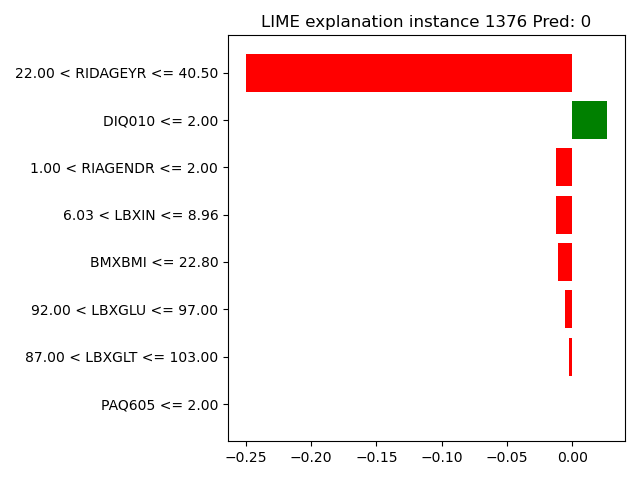 LIME explanation instance 1376 Pred: 0
22.00 < RIDAGEYR <= 40.50
DIQ010 <= 2.00
1.00 < RIAGENDR <= 2.00
6.03 < LBXIN <= 8.96
BMXBMI <= 22.80
92.00 < LBXGLU <= 97.00
87.00 < LBXGLT <= 103.00
PAQ605 <= 2.00
−0.25 −0.20 −0.15 −0.10 −0.05 0.00